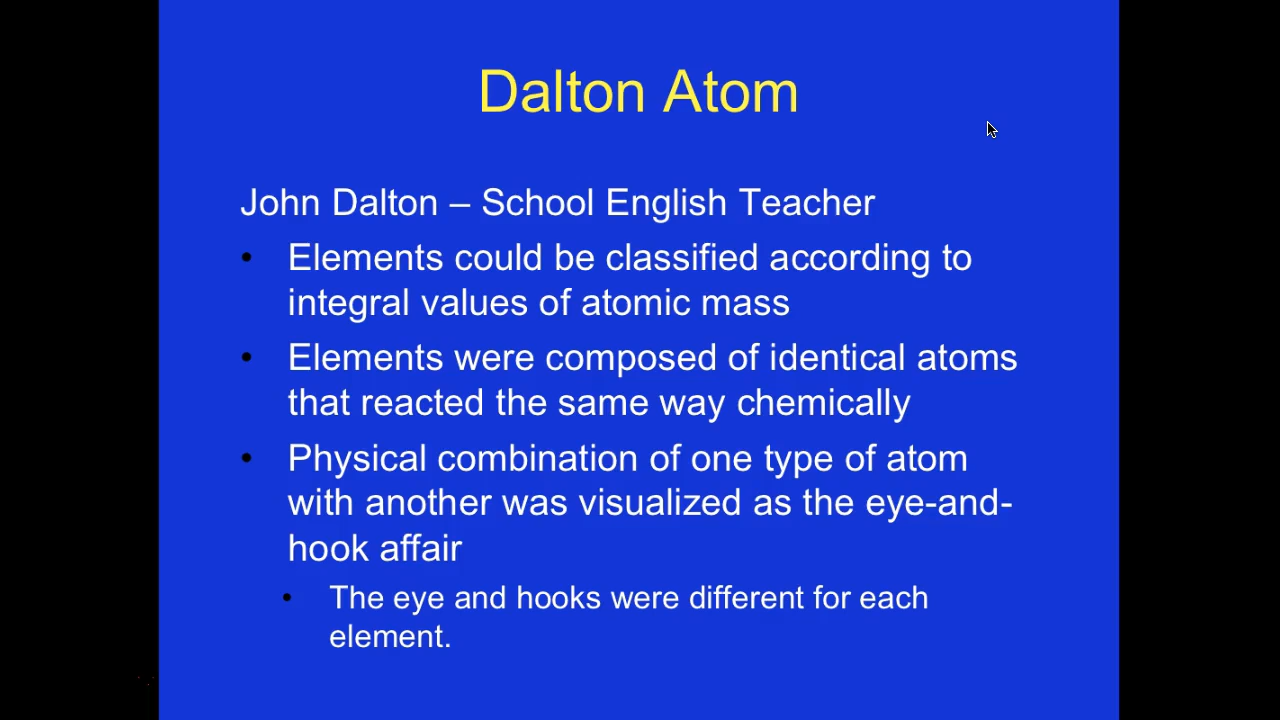 Dalton Atom
John Dalton – School English Teacher
• Elements could be classified according to
integral values of atomic mass
• Elements were composed of identical atoms
that reacted the same way chemically
• Physical combination of one type of atom
with another was visualized as the eye-and-
hook affair
• The eye and hooks were different for each
element.